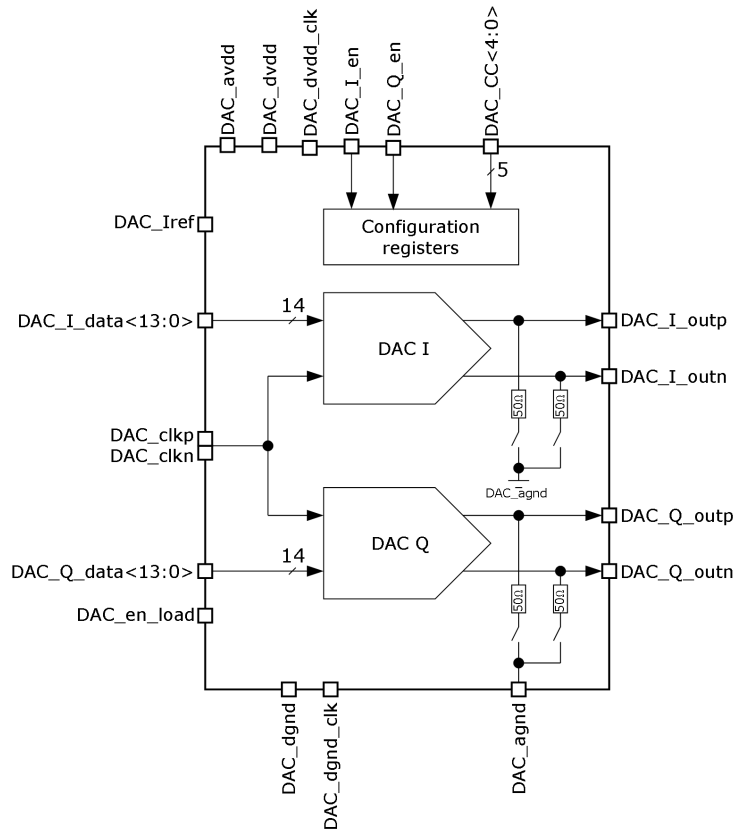 DAC_avdd
DAC_dvdd
DAC_dvdd_clk
DAC_I_en
DAC_Q_en
DAC_CC<4:0>
5
DAC_Iref
Configuration
registers
DAC_I_data<13:0>
14
DAC I
DAC_I_outp
DAC_I_outn
50Ω
50Ω
DAC_clkp
DAC_clkn
DAC_agnd
DAC_Q_data<13:0>
14
DAC Q
DAC_Q_outp
DAC_Q_outn
50Ω
50Ω
DAC_en_load
DAC_dgnd
DAC_dgnd_clk
DAC_agnd